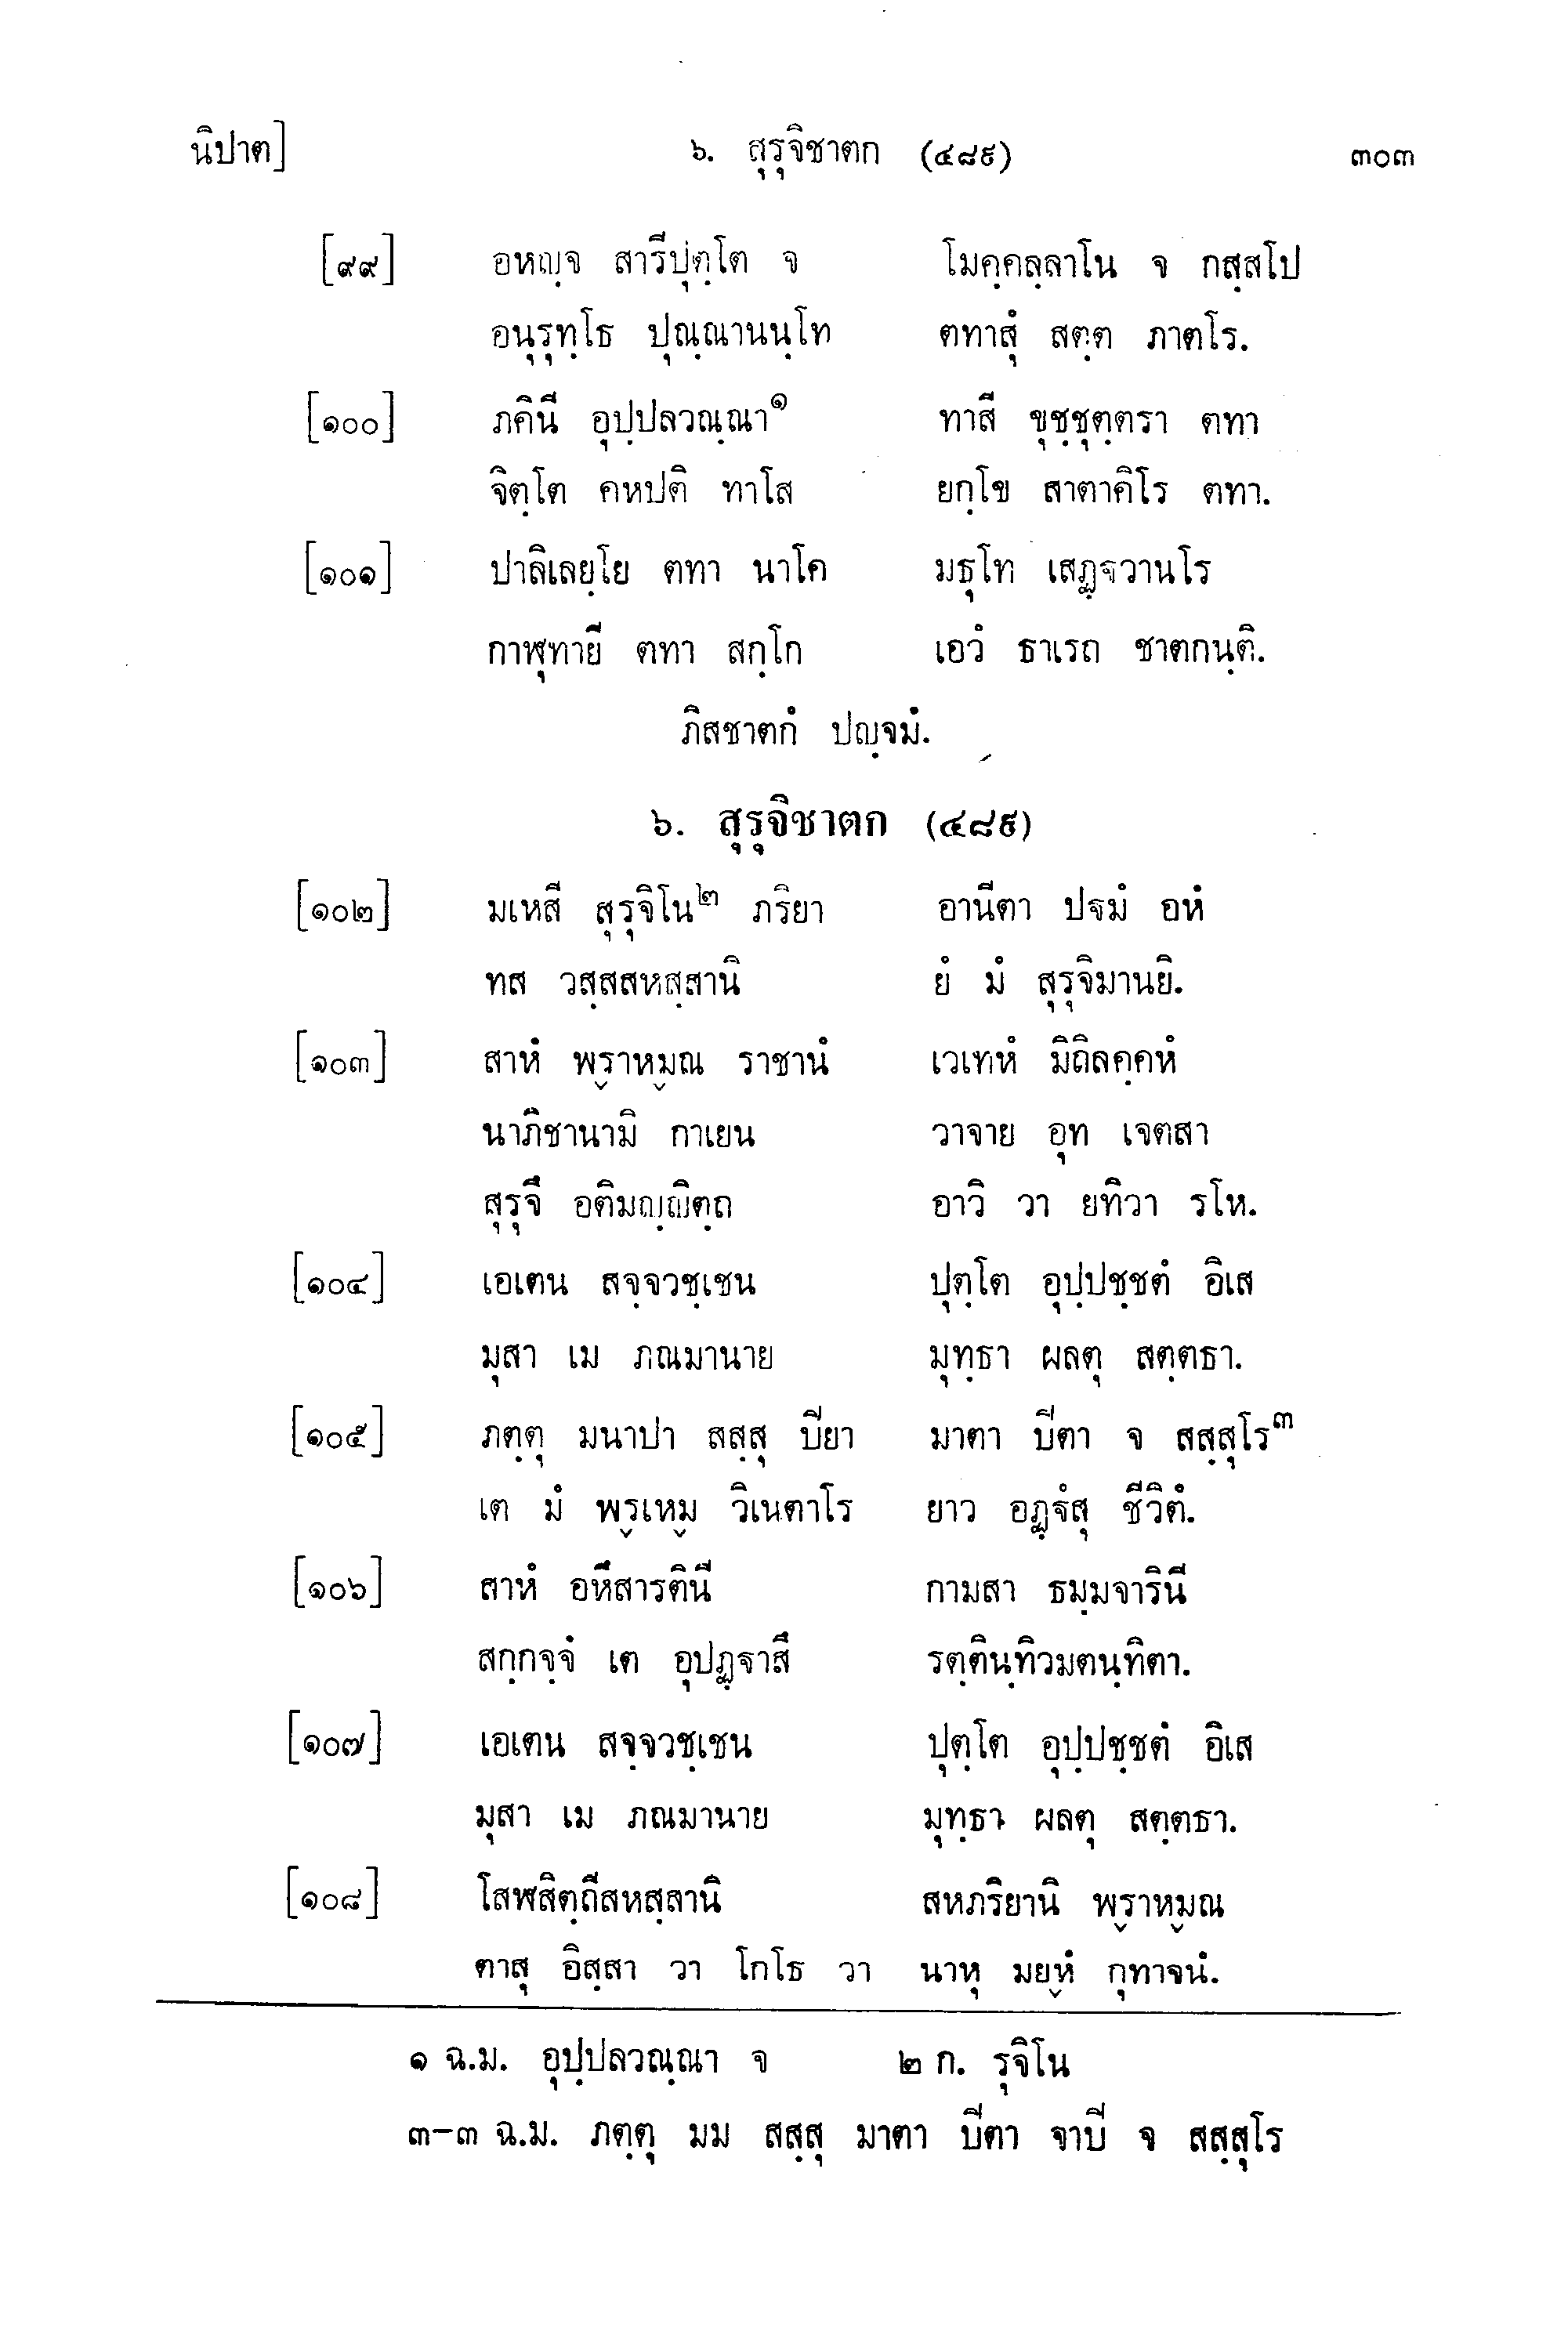 นิปาต] ๖. สุรุจิชาตก (๔๘๙) ๓๐๓
[๙๙] อหญฺจ สารีปุตฺโต จ โมคฺคลฺลาโน จ กสฺสโป
อนุรุทฺโธ ปุณฺณานนฺโท ตทาสุํ สตฺต ภาตโร.
[๑๐๐] ภคินี อุปฺปลวณฺณา๑ ทาสี ขุชฺชุตฺตรา ตทา
จิตฺโต คหปติ ทาโส ยกฺโข สาตาคิโร ตทา.
[๑๐๑] ปาลิเลยฺโย ตทา นาโค มธุโท เสฏฺฐวานโร
กาฬุทายี ตทา สกฺโก เอวํ ธาเรถ ชาตกนฺติ.
ภิสชาตกํ ปญฺจมํ.
๖. สุรุจิชาตก (๔๘๙)
[๑๐๒] มเหสี สุรุจิโน๒ ภริยา อานีตา ปฐมํ อหํ
ทส วสฺสสหสฺสานิ ยํ มํ สุรุจิมานยิ.
[๑๐๓] สาหํ พฺราหฺมณ ราชานํ เวเทหํ มิถิลคฺคหํ
นาภิชานามิ กาเยน วาจาย อุท เจตสา
สุรุจึ อติมญฺญิตฺถ อาวิ วา ยทิวา รโห.
[๑๐๔] เอเตน สจฺจวชฺเชน ปุตฺโต อุปฺปชฺชตํ อิเส
มุสา เม ภณมานาย มุทฺธา ผลตุ สตฺตธา.
[๑๐๕] ภตฺตุ มนาปา สสฺสุ ปิยา มาตา ปิตา จ สสฺสุโร๓
เต มํ พฺรเหฺม วิเนตาโร ยาว อฏฺฐํสุ ชีวิตํ.
[๑๐๖] สาหํ อหึสารตินี กามสา ธมฺมจารินี
สกฺกจฺจํ เต อุปฏฺฐาสึ รตฺตินฺทิวมตนฺทิตา.
[๑๐๗] เอเตน สจฺจวชฺเชน ปุตฺโต อุปฺปชฺชตํ อิเส
มุสา เม ภณมานาย มุทฺธา ผลตุ สตฺตธา.
[๑๐๘] โสฬสิตฺถีสหสฺสานิ สหภริยานิ พฺราหฺมณ
ตาสุ อิสฺสา วา โกโธ วา นาหุ มยฺหํ กุทาจนํ.
๑ ฉ.ม. อุปฺปลวณฺณา จ ๒ ก. รุจิโน
๓-๓ ฉ.ม. ภตฺตุ มม สสฺสุ มาตา ปิตา จาปิ จ สสฺสุโร